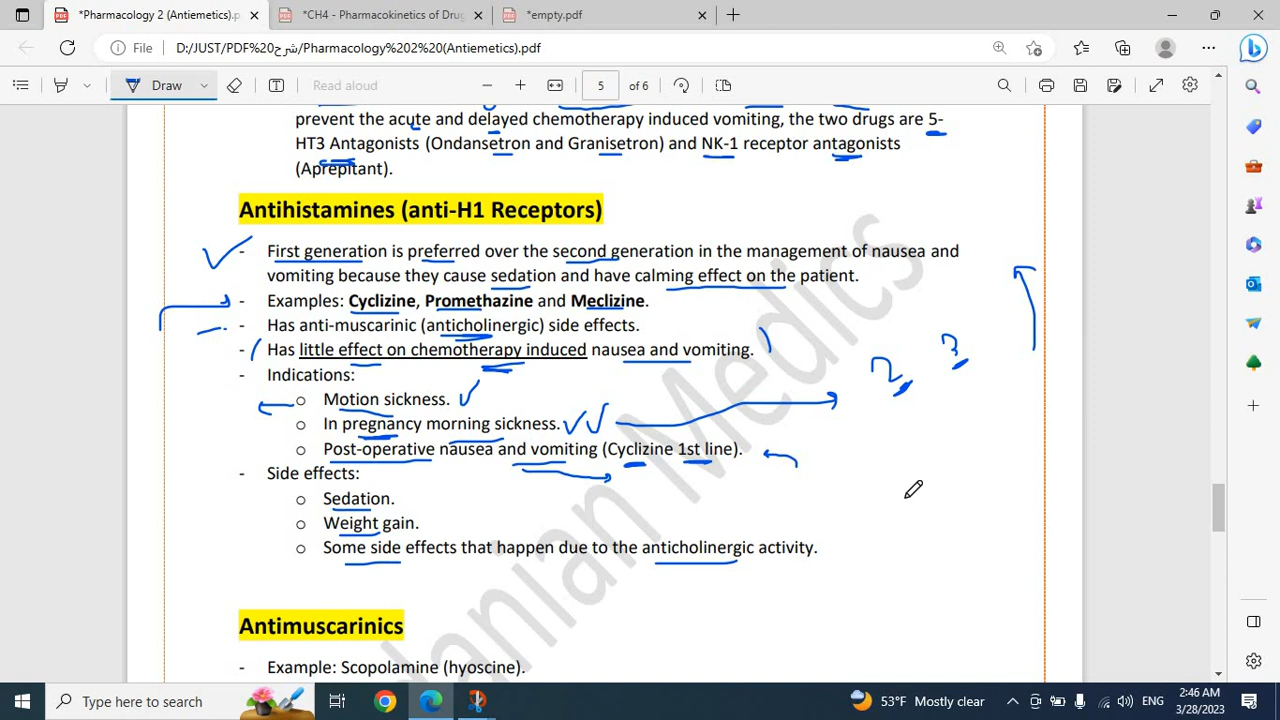 *Pharmacology 2 (Antiemetics).p
*CH4 - Pharmacokinetics of Drug
*empty.pdf
File
D:/JUST/PDF%20شرح/Pharmacology%202%20(Antiemetics).pdf
Draw
Read aloud
5 of 6
prevent the acute and delayed chemotherapy induced vomiting, the two drugs are 5-
HT3 Antagonists (Ondansetron and Granisetron) and NK-1 receptor antagonists
(Aprepitant).
Antihistamines (anti-H1 Receptors)
- First generation is preferred over the second generation in the management of nausea and
vomiting because they cause sedation and have calming effect on the patient.
- Examples: Cyclizine, Promethazine and Meclizine.
- Has anti-muscarinic (anticholinergic) side effects.
- Has little effect on chemotherapy induced nausea and vomiting.
- Indications:
o Motion sickness.
o In pregnancy morning sickness.
o Post-operative nausea and vomiting (Cyclizine 1st line).
- Side effects:
o Sedation.
o Weight gain.
o Some side effects that happen due to the anticholinergic activity.
2 3
Antimuscarinics
- Example: Scopolamine (hyoscine).
danian Medics
Type here to search
53°F Mostly clear
ENG
2:46 AM
3/28/2023